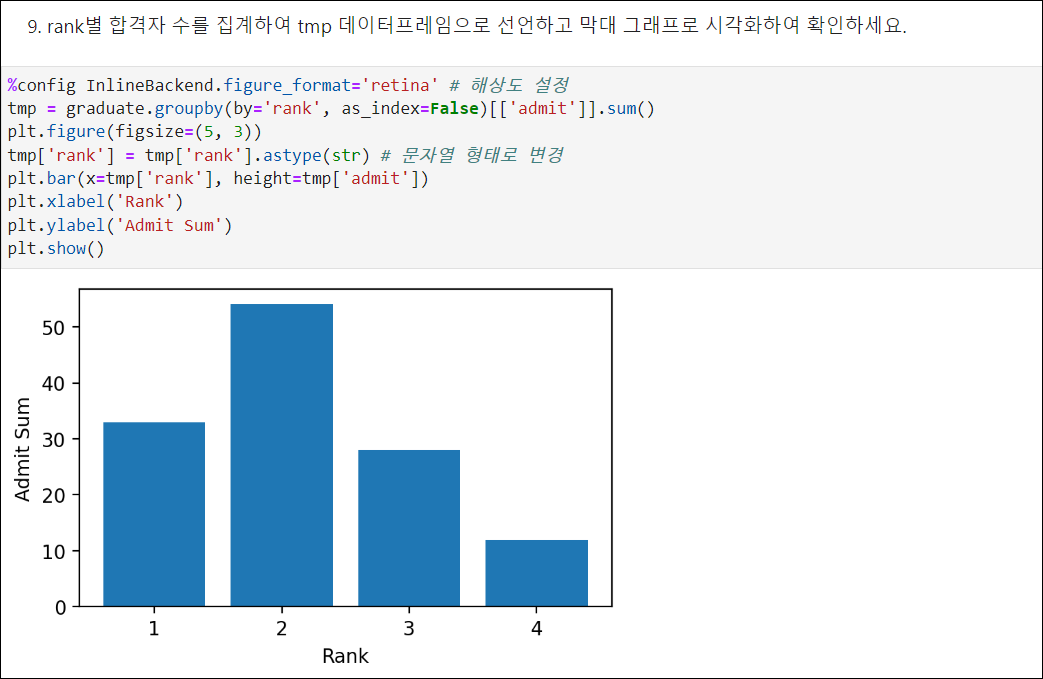 9. rank별 합격자 수를 집계하여 tmp 데이터프레임으로 선언하고 막대 그래프로 시각화하여 확인하세요.
%config InlineBackend.figure_format='retina' # 해상도 설정
tmp = graduate.groupby(by='rank', as_index=False)[['admit']].sum()
plt.figure(figsize=(5, 3))
tmp['rank'] = tmp['rank'].astype(str) # 문자열 형태로 변경
plt.bar(x=tmp['rank'], height=tmp['admit'])
plt.xlabel('Rank')
plt.ylabel('Admit Sum')
plt.show()
Admit Sum
50
40
30
20
10
0
1 2 3 4
Rank